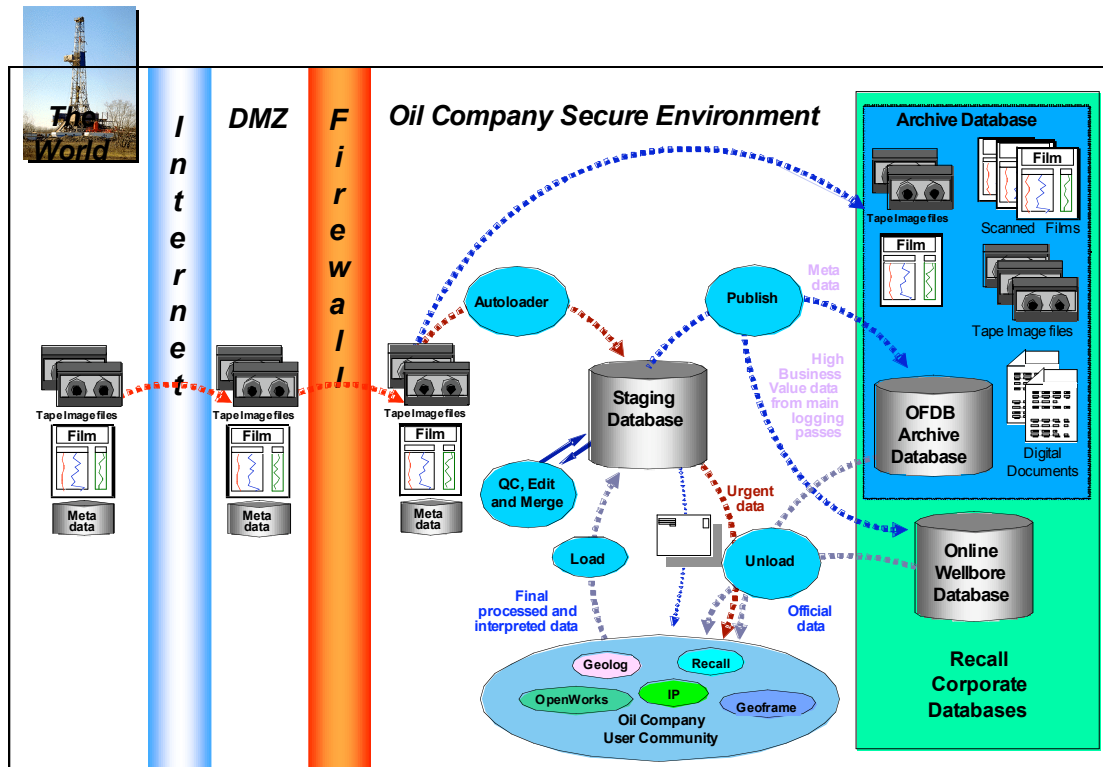 The
World
Internet
DMZ
Firewall
Oil Company Secure Environment
Tape Image files
Film
Meta
data
Tape Image files
Film
Meta
data
Tape Image files
Film
Meta
data
Autoloader
Publish
Staging
Database
QC, Edit
and Merge
Load
Final
processed and
interpreted data
Urgent
data
Unload
Official
data
Meta
data
High
Business
Value data
from main
logging
passes
Geolog
Recall
OpenWorks
IP
Geoframe
Oil Company
User Community
Archive Database
Tape Image files
Film
Scanned Films
Film
Tape Image files
OFDB
Archive
Database
Digital
Documents
Online
Wellbore
Database
Recall
Corporate
Databases